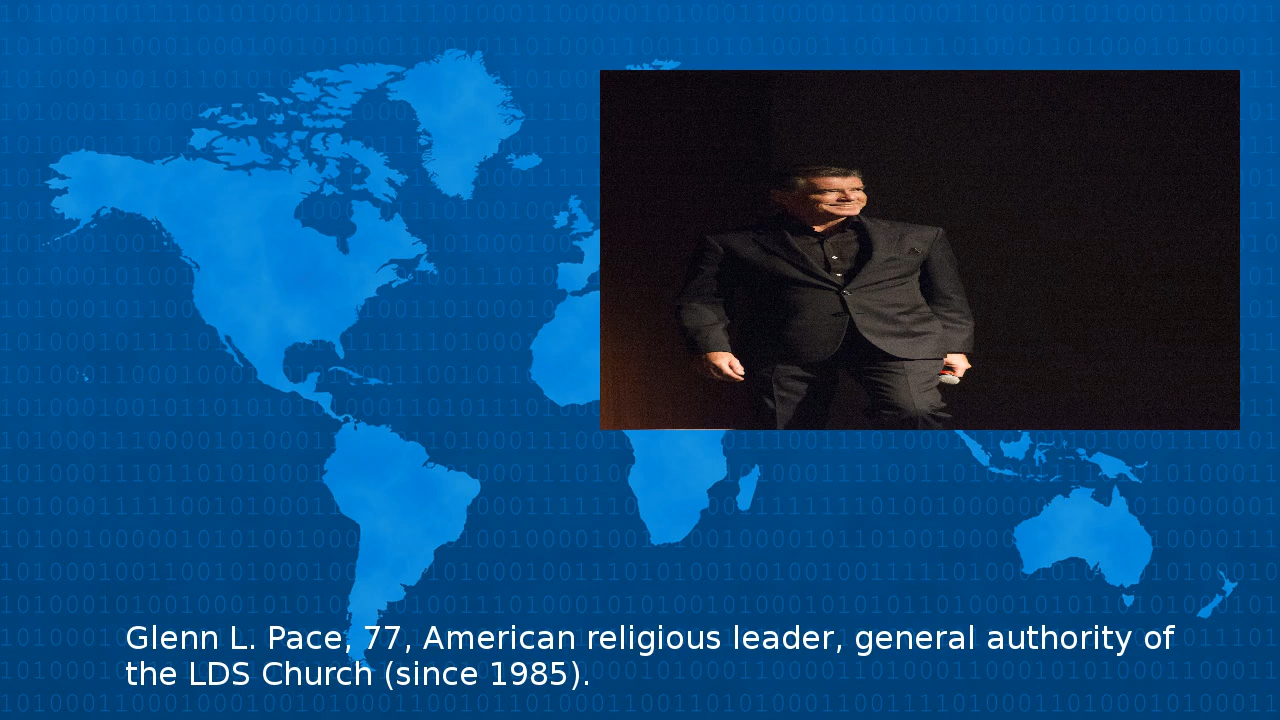 Glenn L. Pace, 77, American religious leader, general authority of
the LDS Church (since 1985).